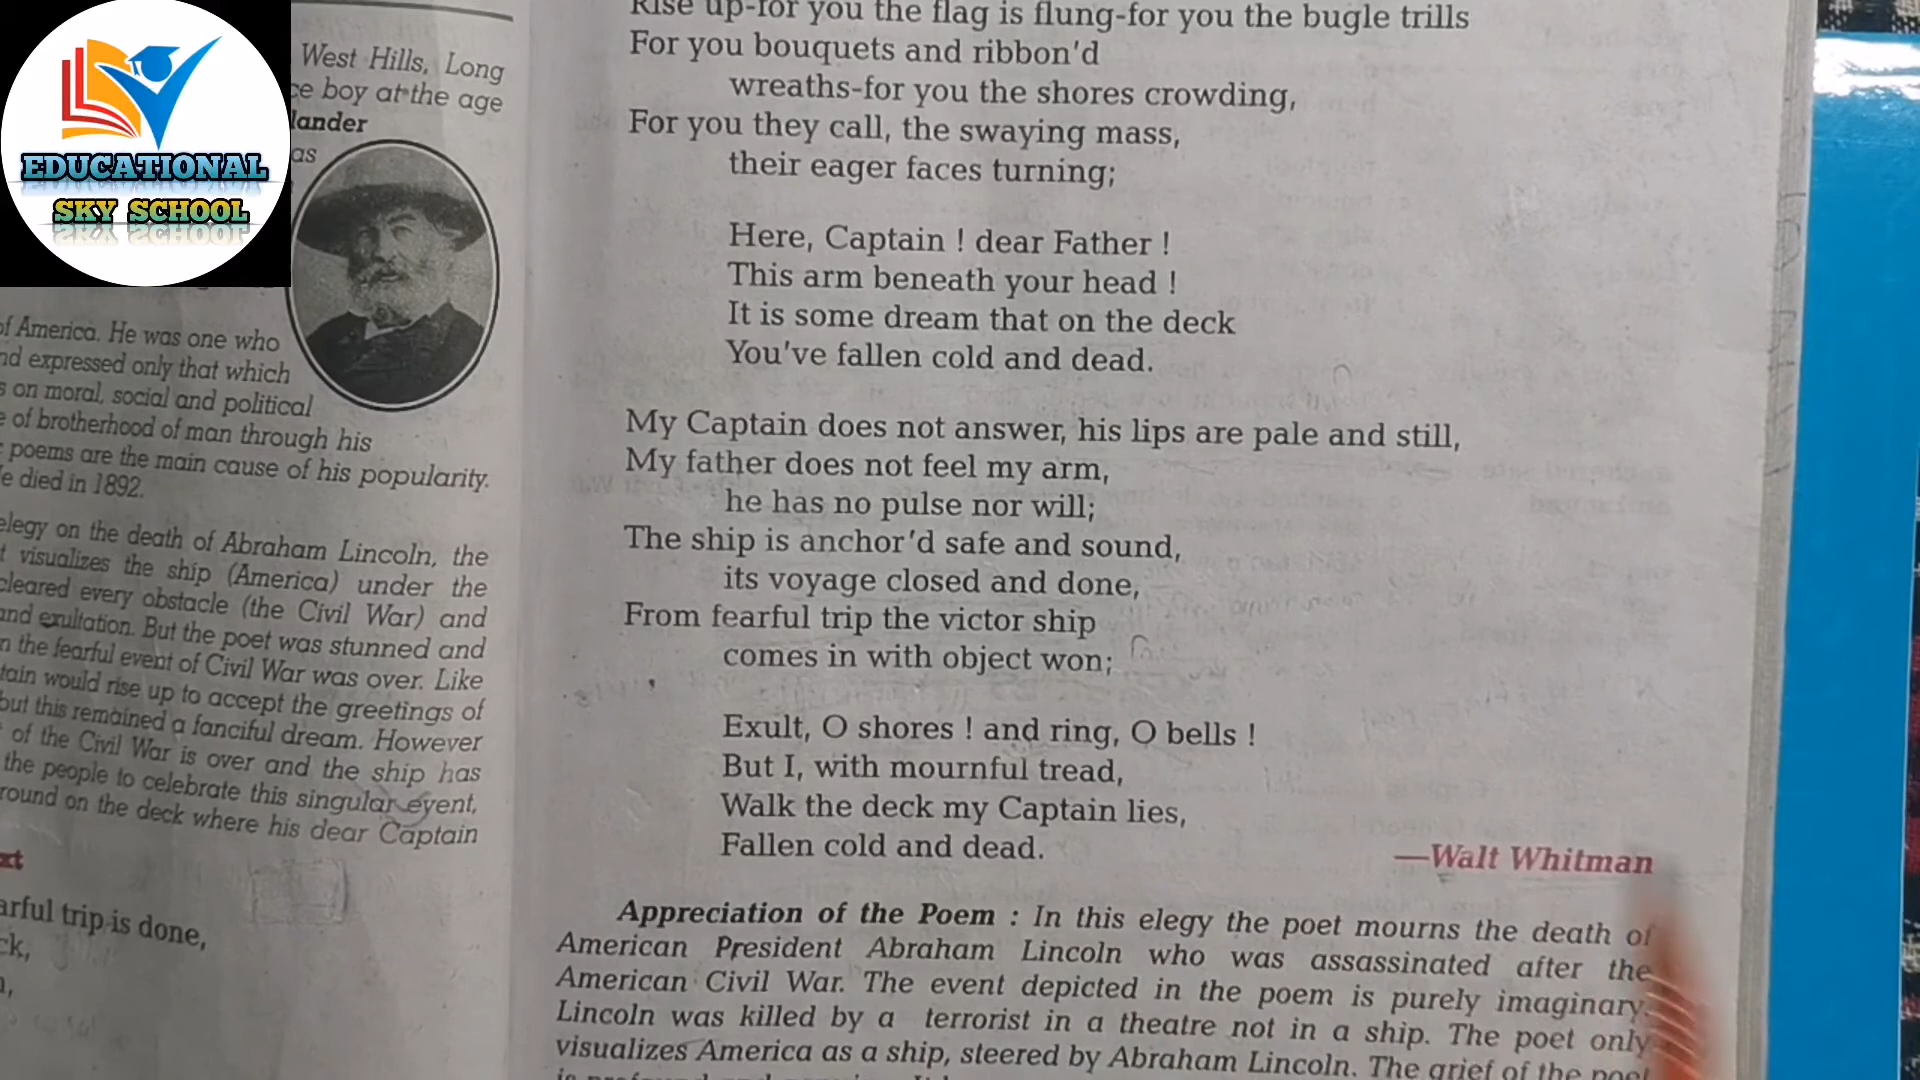 EDUCATIONAL
SKY SCHOOL
West Hills, Long
ce boy at the age
lander
as
of America. He was one who
nd expressed only that which
s on moral, social and political
e of brotherhood of man through his
r poems are the main cause of his popularity.
He died in 1892.
elegy on the death of Abraham Lincoln, the
t visualizes the ship (America) under the
cleared every obstacle (the Civil War) and
and exultation. But the poet was stunned and
n the fearful event of Civil War was over. Like
tain would rise up to accept the greetings of
but this remained a fanciful dream. However
of the Civil War is over and the ship has
the people to celebrate this singular event,
round on the deck where his dear Captain
xt
arful trip is done,
ck,
Rise up-for you the flag is flung-for you the bugle trills
For you bouquets and ribbon'd
wreaths-for you the shores crowding,
For you they call, the swaying mass,
their eager faces turning;
Here, Captain ! dear Father !
This arm beneath your head !
It is some dream that on the deck
You've fallen cold and dead.
My Captain does not answer, his lips are pale and still,
My father does not feel my arm,
he has no pulse nor will;
The ship is anchor'd safe and sound,
its voyage closed and done,
From fearful trip the victor ship
comes in with object won;
Exult, O shores ! and ring, O bells !
But I, with mournful tread,
Walk the deck my Captain lies,
Fallen cold and dead.
—Walt Whitman
Appreciation of the Poem : In this elegy the poet mourns the death of
American President Abraham Lincoln who was assassinated after the
American Civil War. The event depicted in the poem is purely imaginary.
Lincoln was killed by a terrorist in a theatre not in a ship. The poet only
visualizes America as a ship, steered by Abraham Lincoln. The grief of the poet